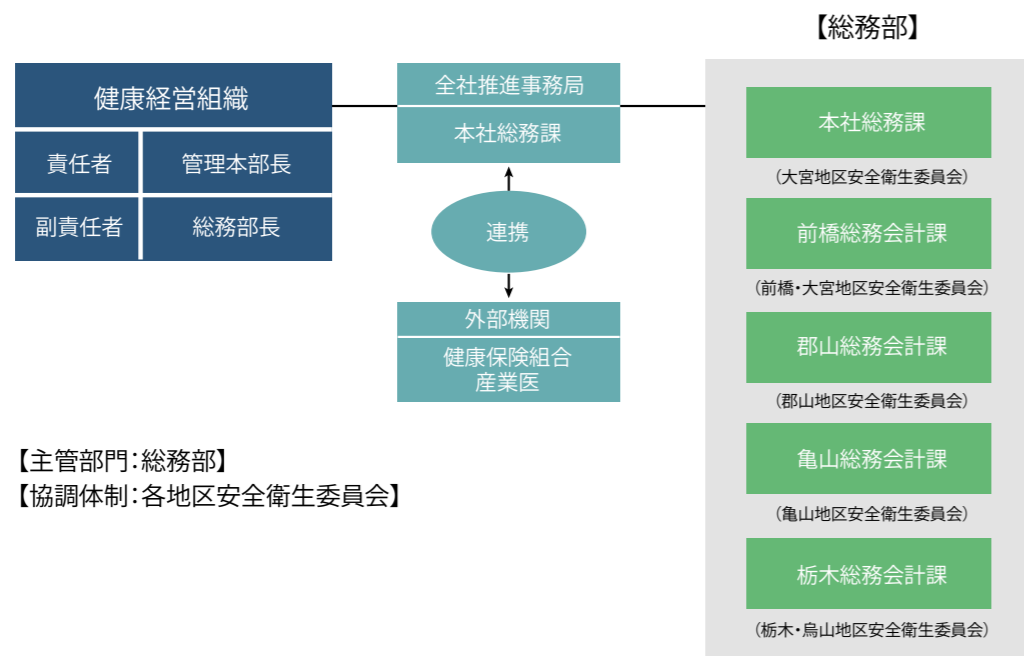 健康経営組織
責任者 管理本部長
副責任者 総務部長
全社推進事務局
本社総務課
連携
外部機関
健康保険組合
産業医
【主管部門：総務部】
【協調体制：各地区安全衛生委員会】
【総務部】
本社総務課
（大宮地区安全衛生委員会）
前橋総務会計課
（前橋・大宮地区安全衛生委員会）
郡山総務会計課
（郡山地区安全衛生委員会）
亀山総務会計課
（亀山地区安全衛生委員会）
栃木総務会計課
（栃木・烏山地区安全衛生委員会）